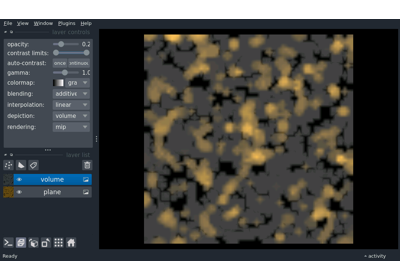 File View Window Plugins Help
layer controls
opacity: 0.2
contrast limits:
auto-contrast: once
gamma: 1.0
colormap: gra
blending: additive
interpolation: linear
depiction: volume
rendering: mip
layer list
volume
plane
Ready activity